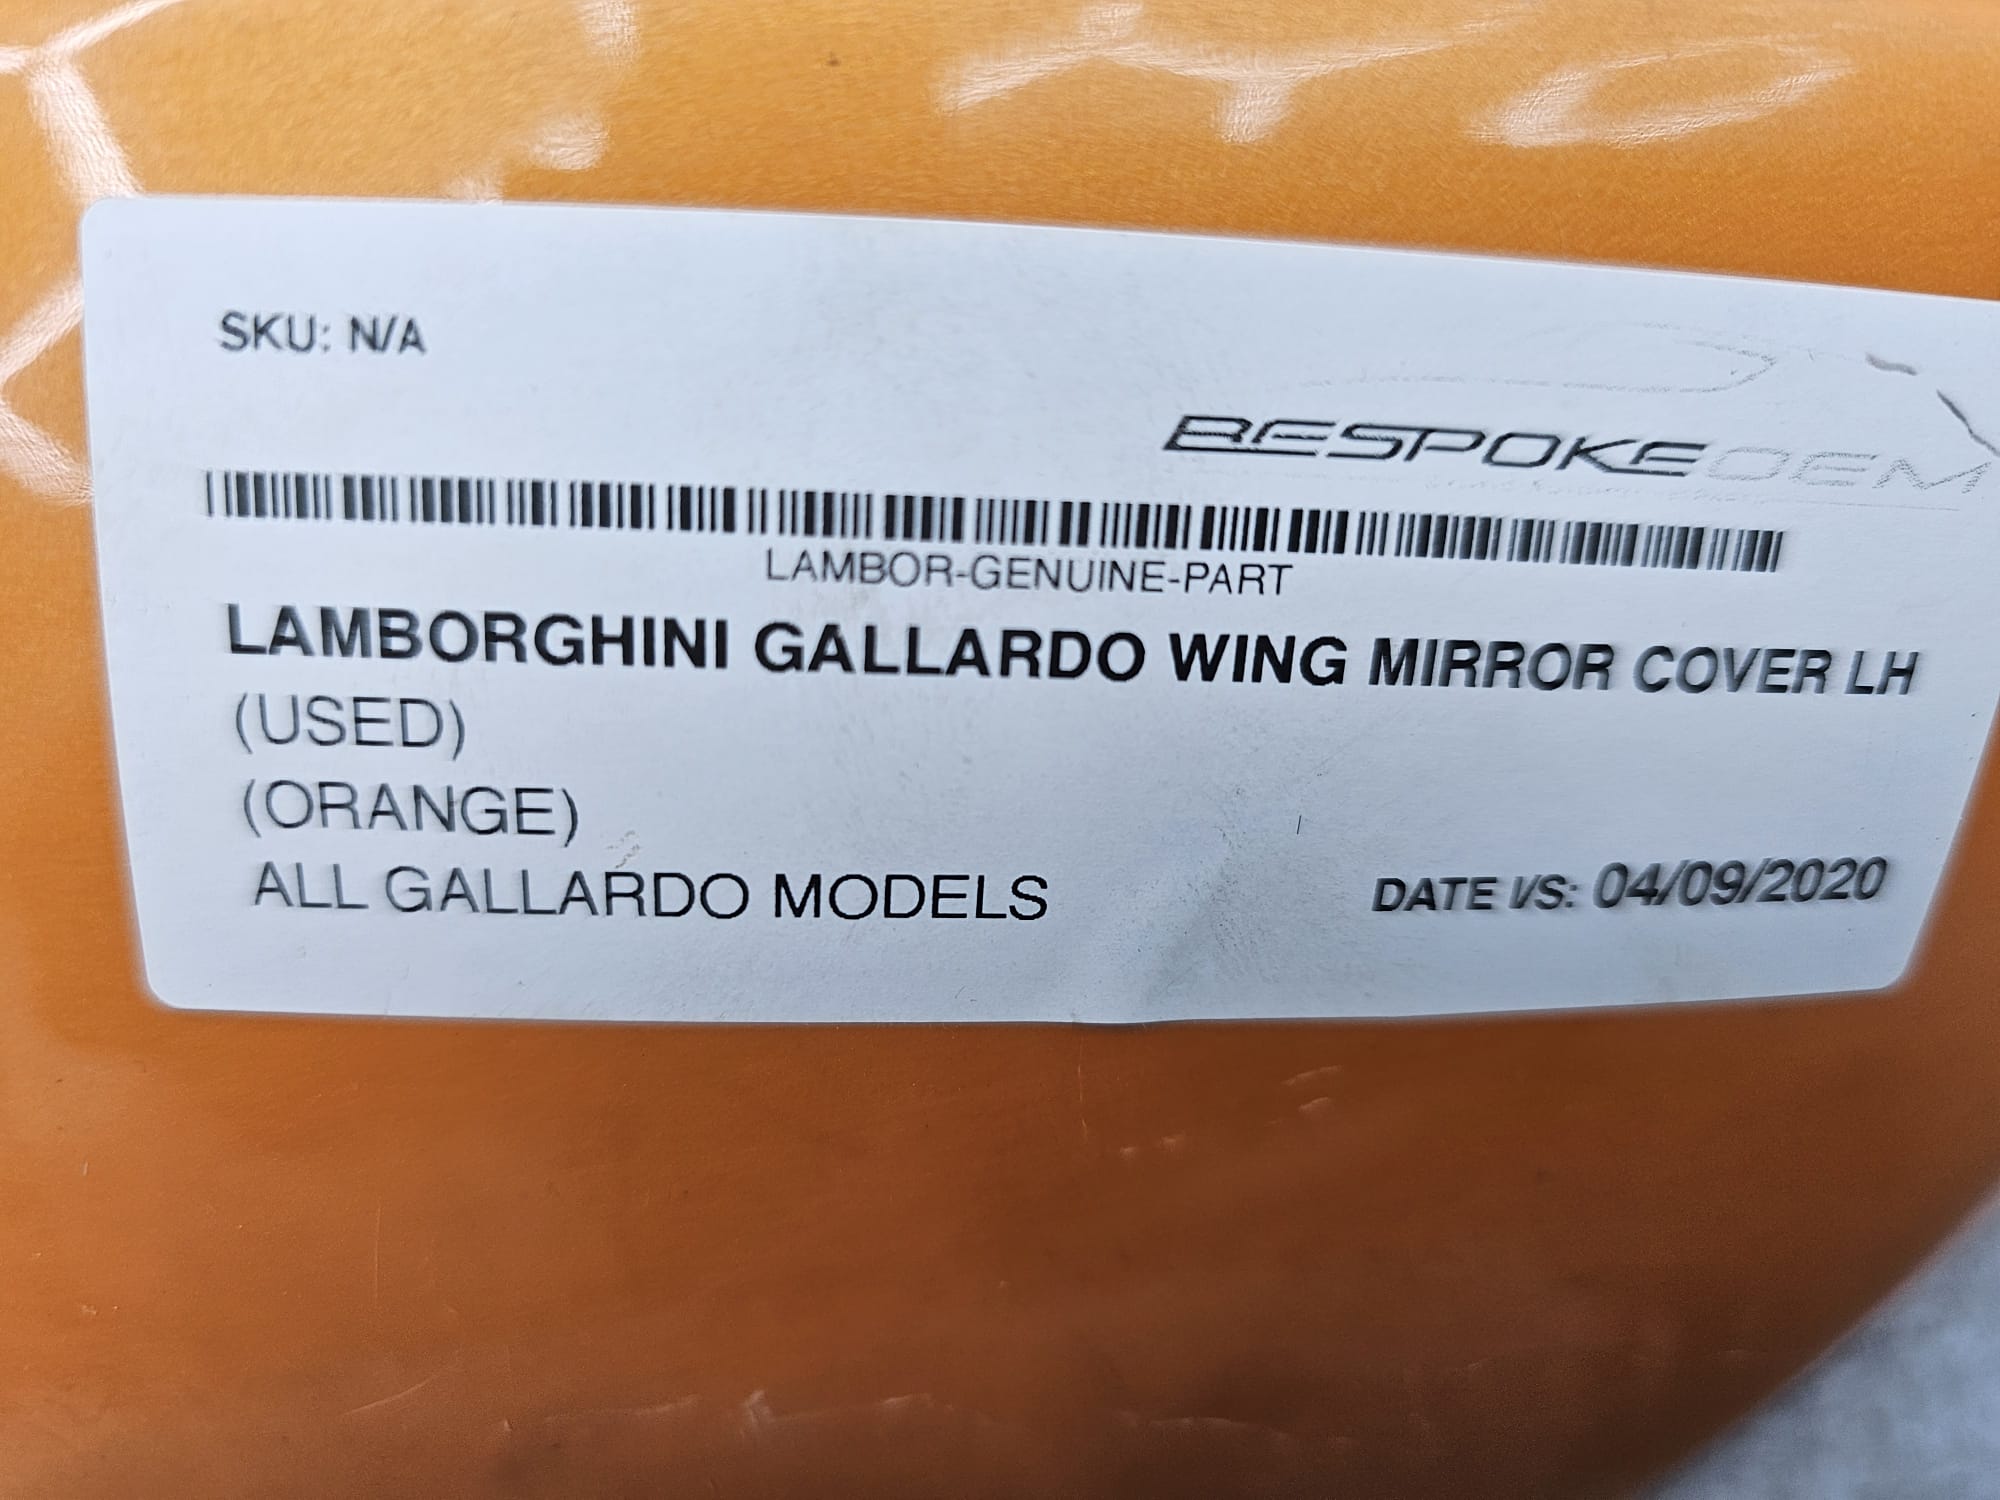 SKU: N/A
BESPOKEOEM
LAMBOR-GENUINE-PART
LAMBORGHINI GALLARDO WING MIRROR COVER LH
(USED)
(ORANGE)
ALL GALLARDO MODELS
DATE I/S: 04/09/2020